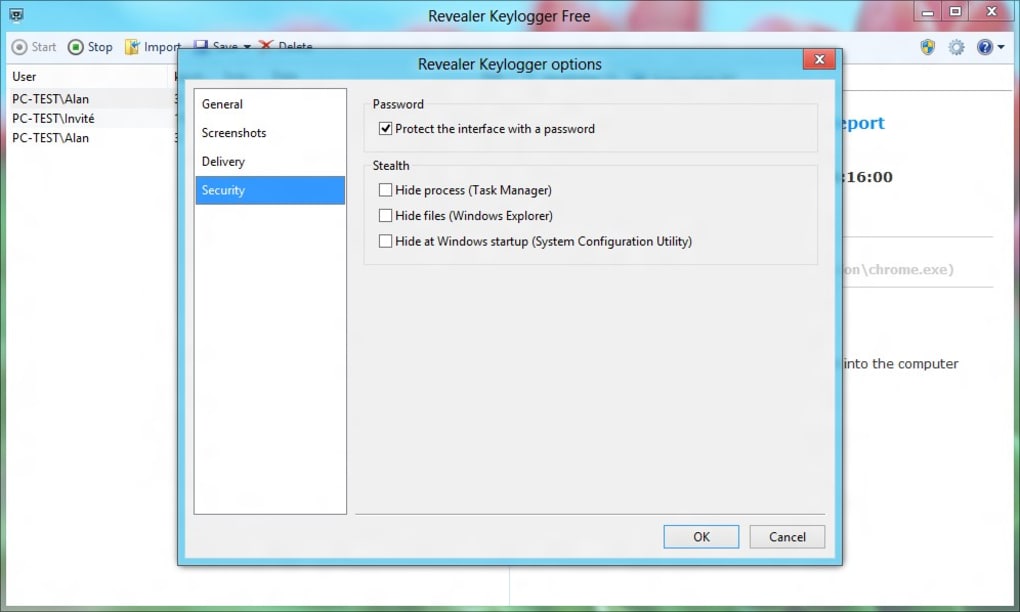 Revealer Keylogger Free
Start Stop Import Save Delete
User
PC-TEST\Alan
PC-TEST\Invité
PC-TEST\Alan
Revealer Keylogger options
General
Screenshots
Delivery
Security
Password
Protect the interface with a password
Stealth
Hide process (Task Manager)
Hide files (Windows Explorer)
Hide at Windows startup (System Configuration Utility)
OK Cancel
eport
:16:00
on\chrome.exe)
into the computer